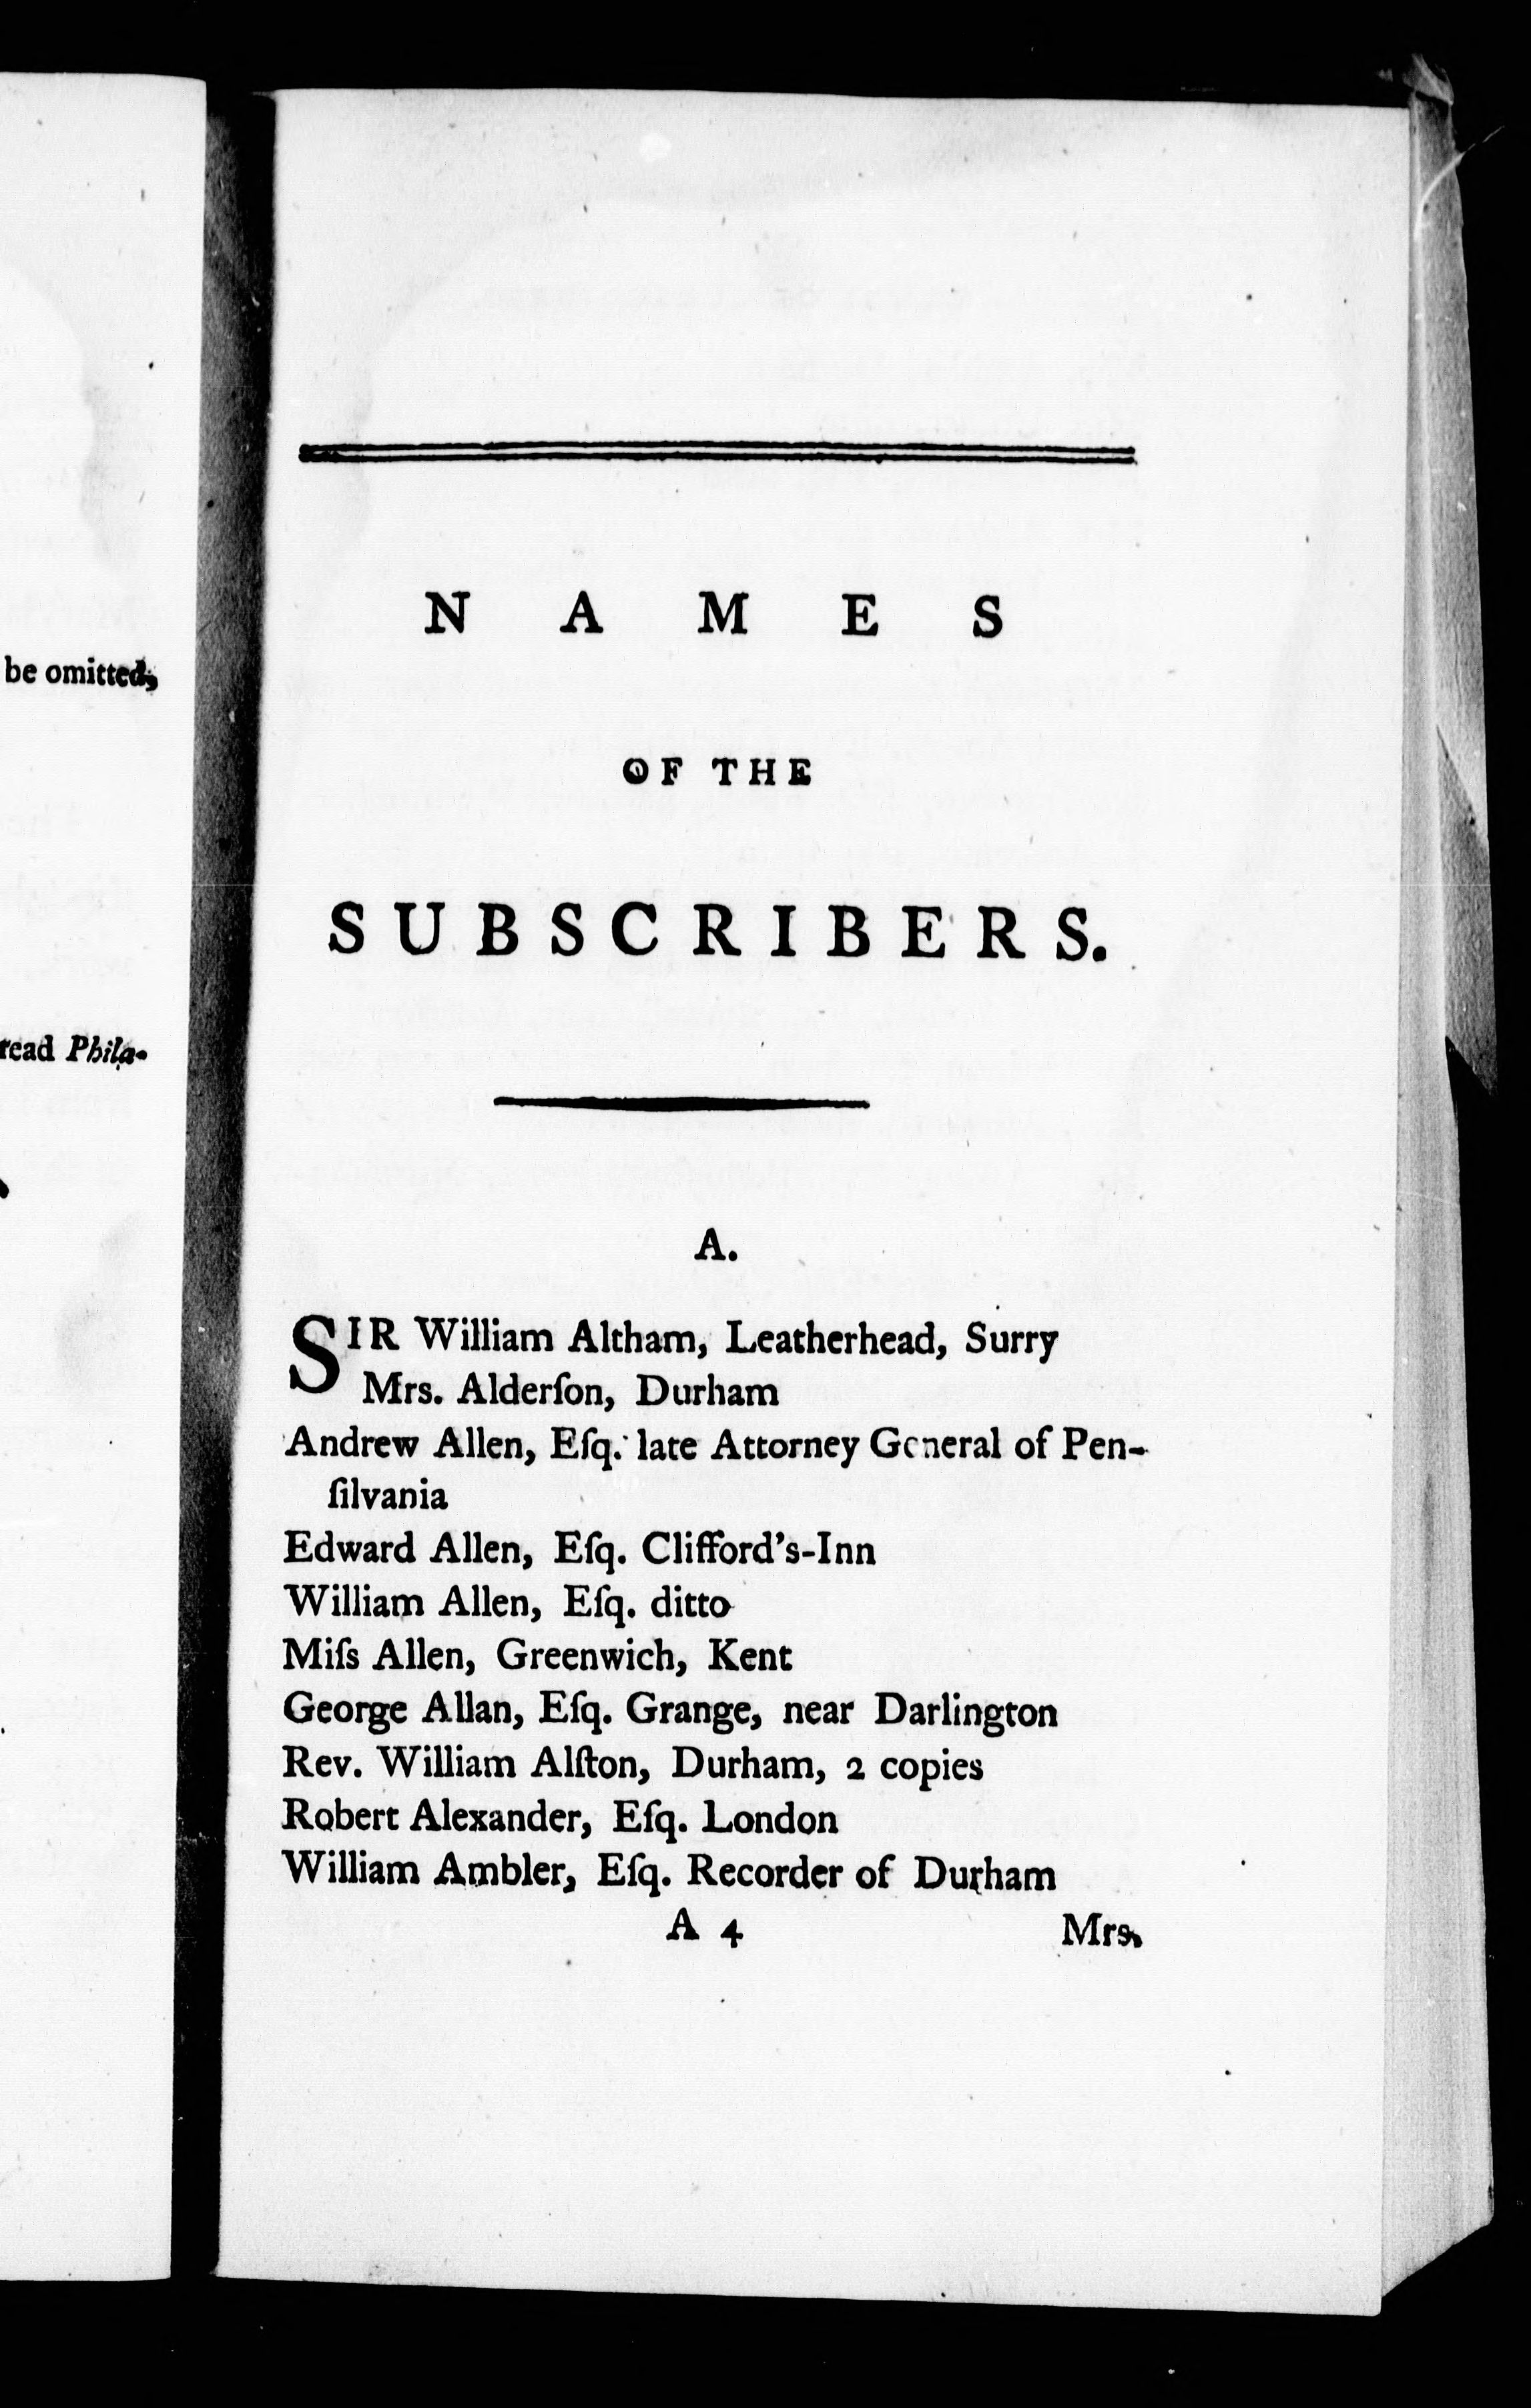 be omitted,
read Phila-
N A M E S
OF THE
SUBSCRIBERS.
A.
SIR William Altham, Leatherhead, Surry
Mrs. Alderſon, Durham
Andrew Allen, Eſq. late Attorney General of Pen-
ſilvania
Edward Allen, Eſq. Clifford's-Inn
William Allen, Eſq. ditto
Miſs Allen, Greenwich, Kent
George Allan, Eſq. Grange, near Darlington
Rev. William Alſton, Durham, 2 copies
Robert Alexander, Eſq. London
William Ambler, Eſq. Recorder of Durham
A 4 Mrs.